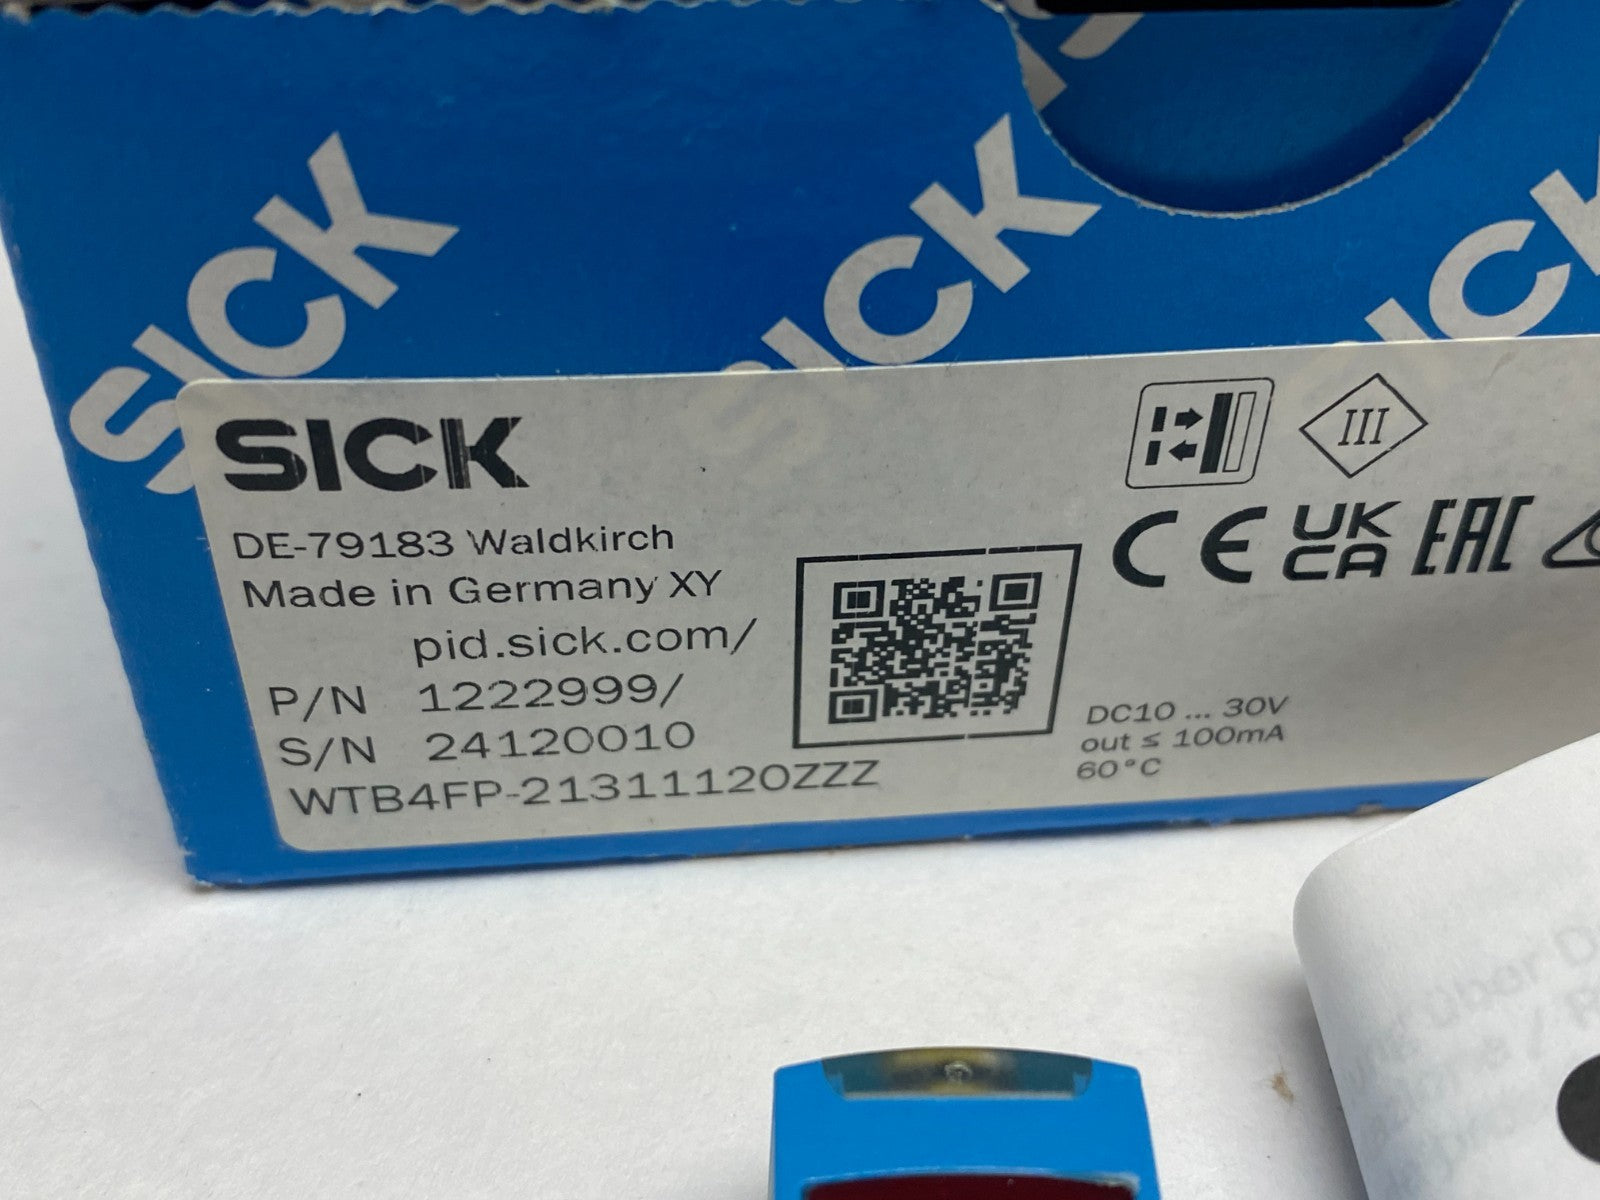 SICK
SICK
SICK
SICK
DE-79183 Waldkirch
Made in Germany XY
pid.sick.com/
P/N 1222999/
S/N 24120010
WTB4FP-21311120ZZZ
III
CE UK CA EAC
DC10 ... 30V
out ≤ 100mA
60°C